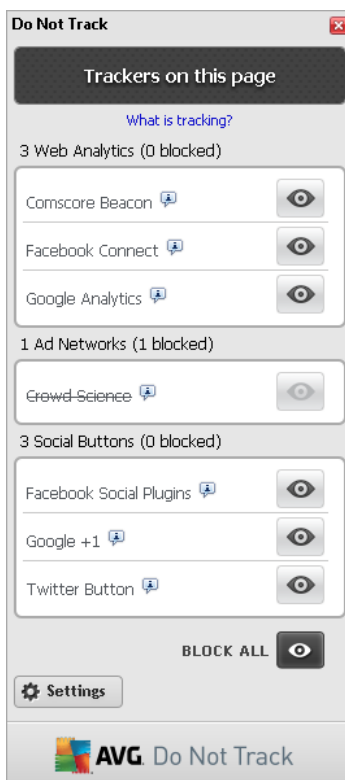 Do Not Track
Trackers on this page
What is tracking?
3 Web Analytics (0 blocked)
Comscore Beacon
Facebook Connect
Google Analytics
1 Ad Networks (1 blocked)
Crowd Science
3 Social Buttons (0 blocked)
Facebook Social Plugins
Google +1
Twitter Button
BLOCK ALL
Settings
AVG. Do Not Track